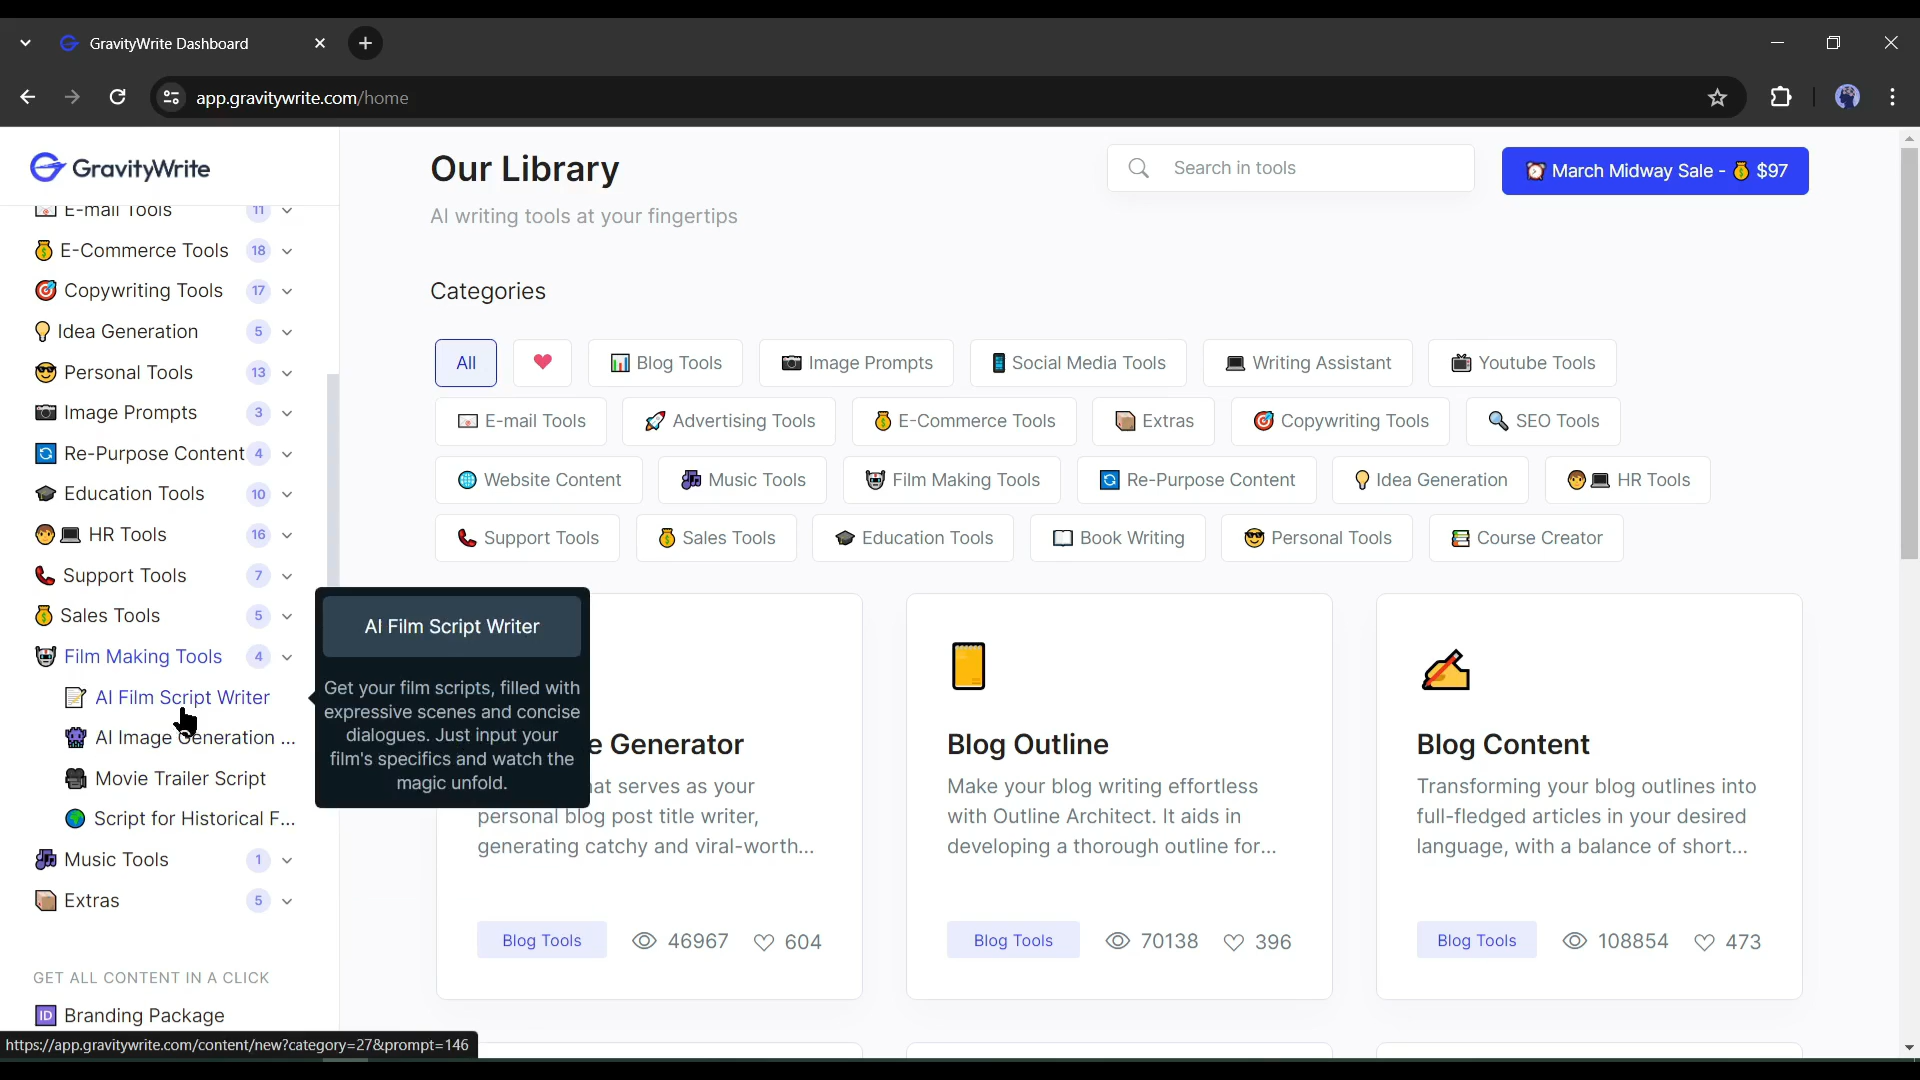 GravityWrite Dashboard
app.gravitywrite.com/home
GravityWrite
E-mail Tools 11
E-Commerce Tools 18
Copywriting Tools 17
Idea Generation 5
Personal Tools 13
Image Prompts 3
Re-Purpose Content 4
Education Tools 10
HR Tools 16
Support Tools 7
Sales Tools 5
Film Making Tools 4
AI Film Script Writer
AI Image Generation ...
Movie Trailer Script
Script for Historical F...
Music Tools 1
Extras 5
GET ALL CONTENT IN A CLICK
ID Branding Package
https://app.gravitywrite.com/content/new?category=27&prompt=146
Our Library
AI writing tools at your fingertips
Search in tools
March Midway Sale - $97
Categories
All Blog Tools Image Prompts Social Media Tools Writing Assistant Youtube Tools
E-mail Tools Advertising Tools E-Commerce Tools Extras Copywriting Tools SEO Tools
Website Content Music Tools Film Making Tools Re-Purpose Content Idea Generation HR Tools
Support Tools Sales Tools Education Tools Book Writing Personal Tools Course Creator
AI Film Script Writer
Get your film scripts, filled with
expressive scenes and concise
dialogues. Just input your
film's specifics and watch the
magic unfold.
e Generator
at serves as your
personal blog post title writer,
generating catchy and viral-worth...
Blog Tools 46967 604
Blog Outline
Make your blog writing effortless
with Outline Architect. It aids in
developing a thorough outline for...
Blog Tools 70138 396
Blog Content
Transforming your blog outlines into
full-fledged articles in your desired
language, with a balance of short...
Blog Tools 108854 473